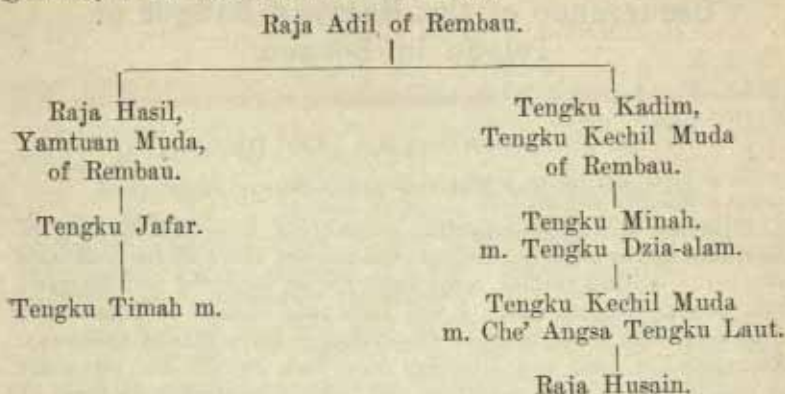 Raja Adil of Rembau.
Raja Hasil,
Yamtuan Muda,
of Rembau.
Tengku Jafar.
Tengku Timah m.
Tengku Kadim,
Tengku Kechil Muda
of Rembau.
Tengku Minah.
m. Tengku Dzia-alam.
Tengku Kechil Muda
m. Che' Angsa Tengku Laut.
Raja Husain.